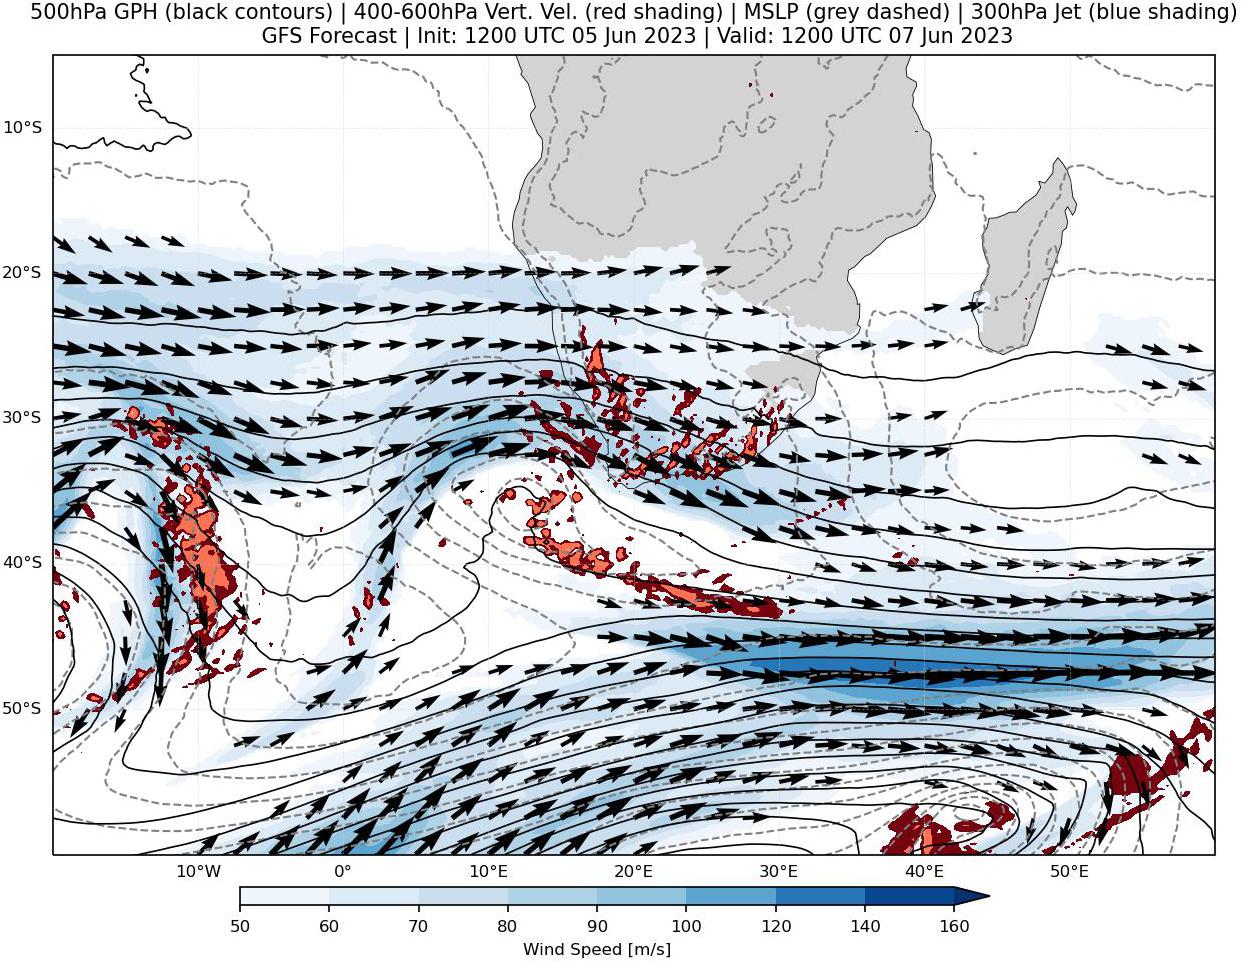 500hPa GPH (black contours) | 400-600hPa Vert. Vel. (red shading) | MSLP (grey dashed) | 300hPa Jet (blue shading)
GFS Forecast | Init: 1200 UTC 05 Jun 2023 | Valid: 1200 UTC 07 Jun 2023
10°S
20°S
30°S
40°S
50°S
10°W 0° 10°E 20°E 30°E 40°E 50°E
50 60 70 80 90 100 120 140 160
Wind Speed [m/s]